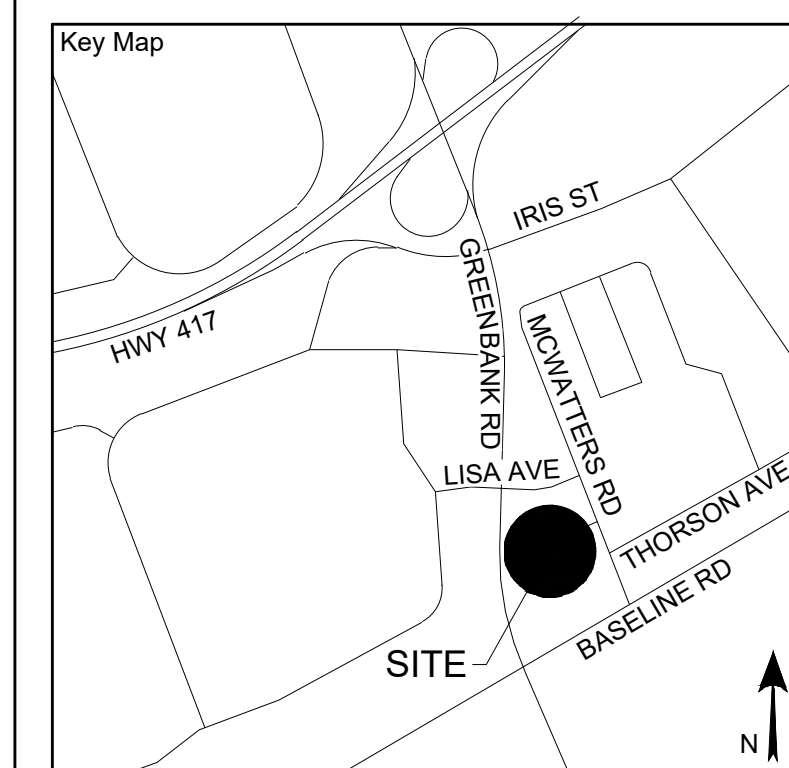 Key Map
IRIS ST
GREENBANK RD
HWY 417
MCWATTERS RD
LISA AVE
THORSON AVE
BASELINE RD
SITE
N